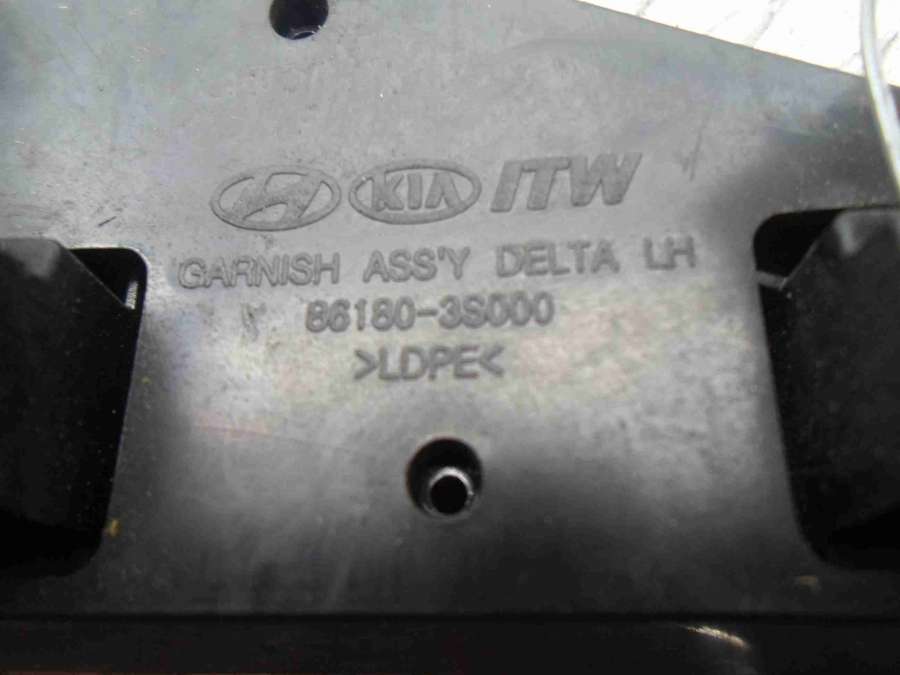 KIA ITW
GARNISH ASS'Y DELTA LH
86180-3S000
>LDPE<